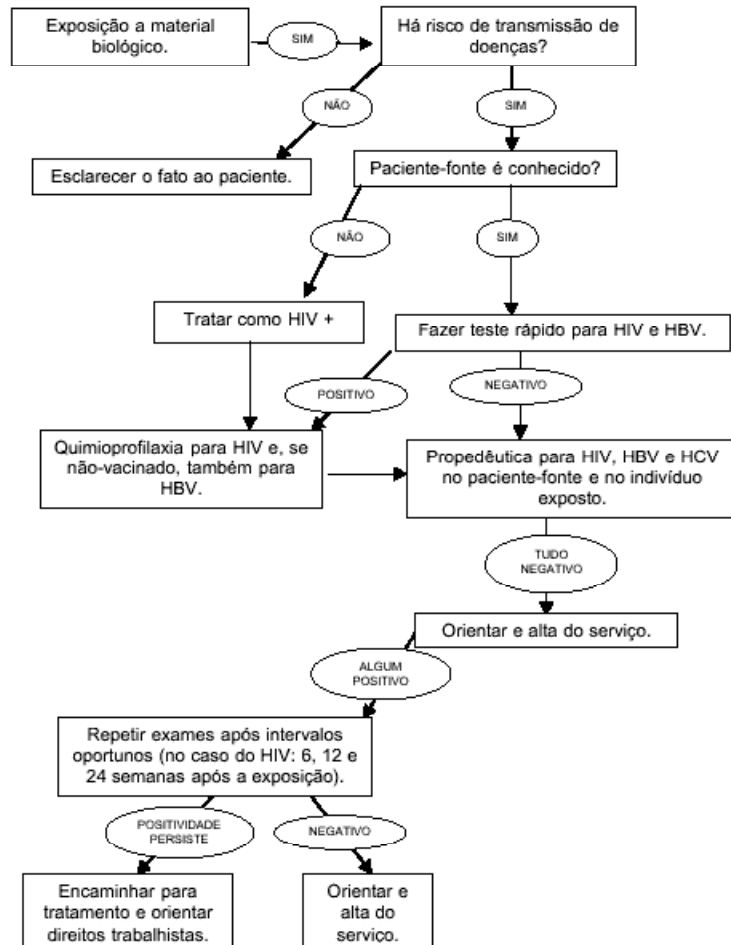 Exposição a material
biológico.
SIM
Há risco de transmissão de
doenças?
NÃO
SIM
Esclarecer o fato ao paciente.
Paciente-fonte é conhecido?
NÃO
SIM
Tratar como HIV +
Fazer teste rápido para HIV e HBV.
POSITIVO
NEGATIVO
Quimioprofilaxia para HIV e, se
não-vacinado, também para
HBV.
Propedêutica para HIV, HBV e HCV
no paciente-fonte e no indivíduo
exposto.
TUDO
NEGATIVO
Orientar e alta do serviço.
ALGUM
POSITIVO
Repetir exames após intervalos
oportunos (no caso do HIV: 6, 12 e
24 semanas após a exposição).
POSITIVIDADE
PERSISTE
NEGATIVO
Encaminhar para
tratamento e orientar
direitos trabalhistas.
Orientar e
alta do
serviço.